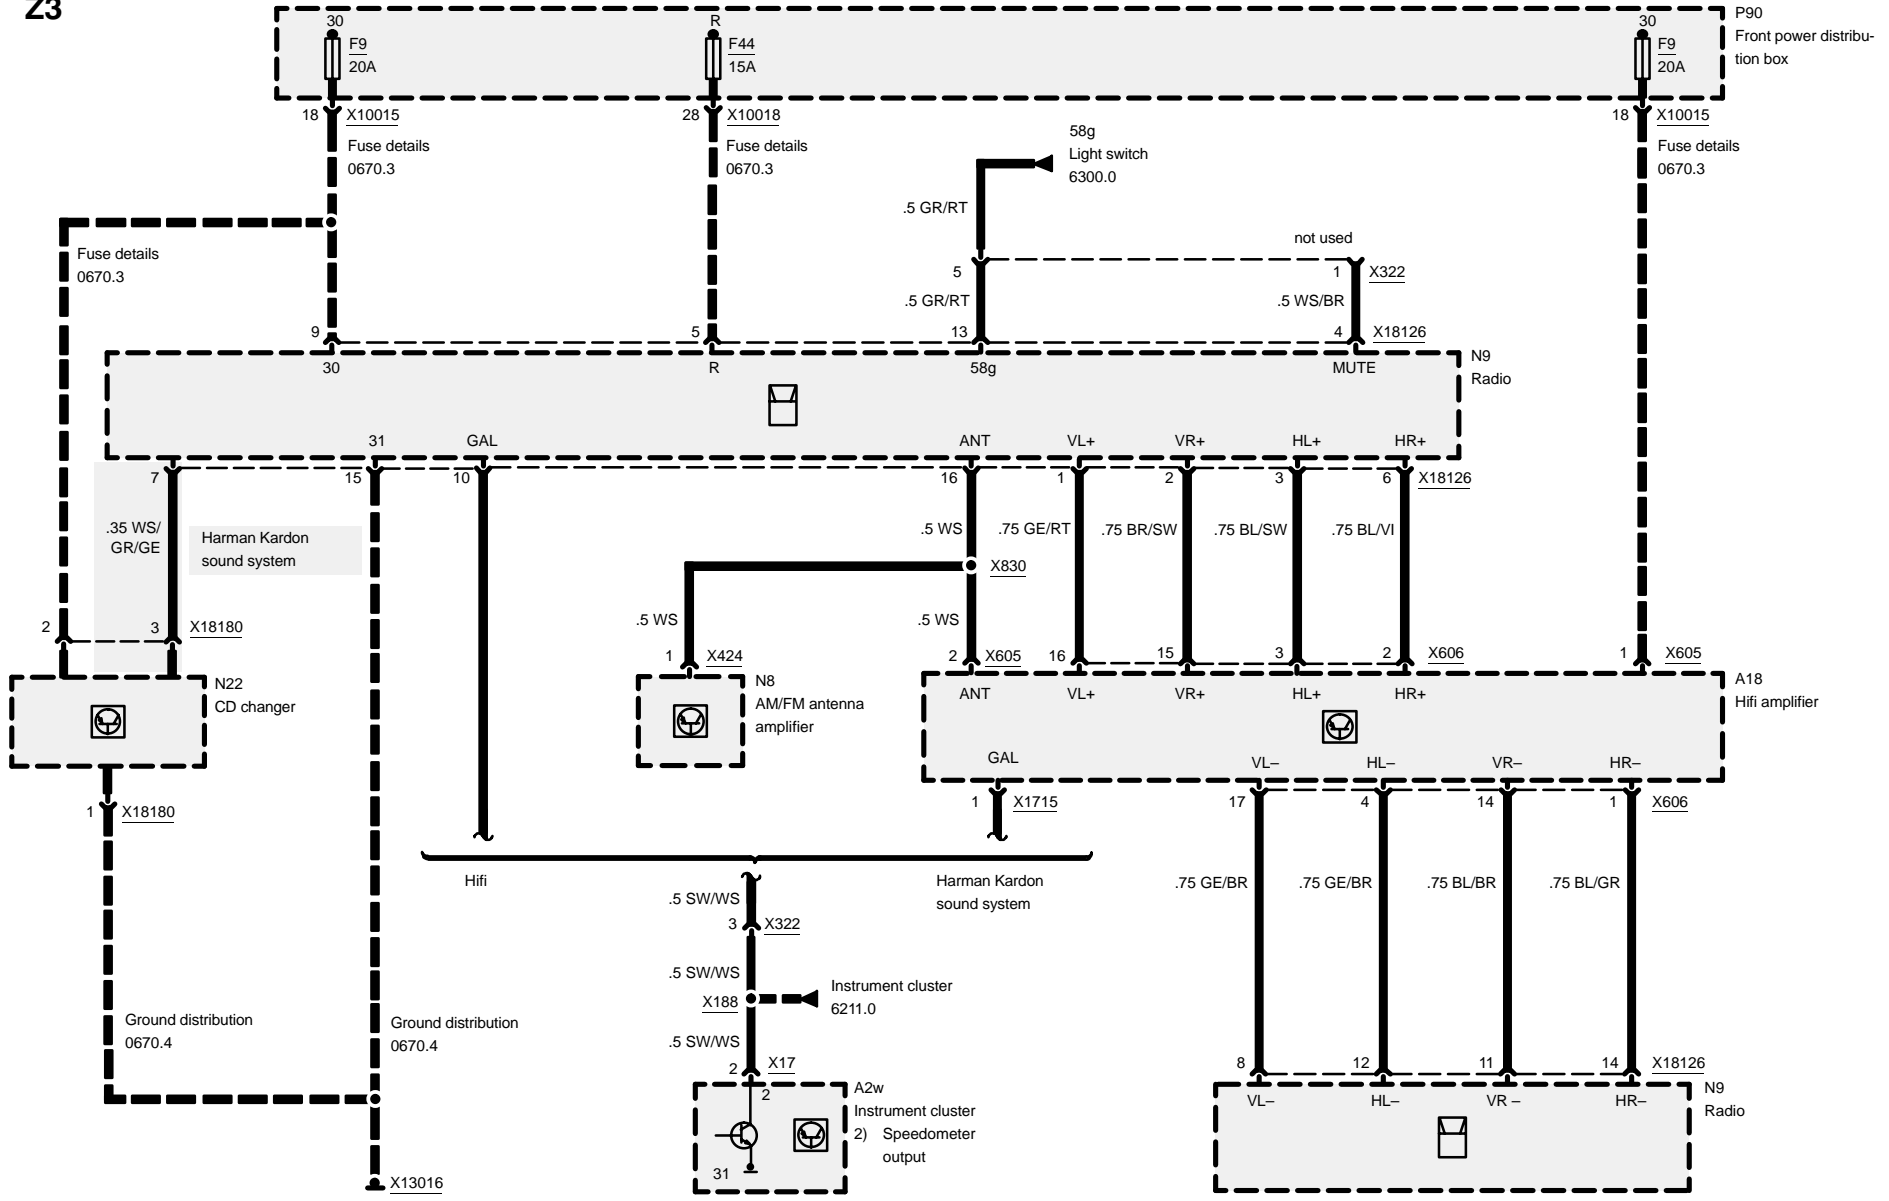 Z3
30
R
30
P90
Front power distribu-
tion box
F9
20A
F44
15A
F9
20A
18
X10015
28
X10018
18
X10015
Fuse details
0670.3
Fuse details
0670.3
Fuse details
0670.3
58g
Light switch
6300.0
.5 GR/RT
Fuse details
0670.3
not used
5
1
X322
.5 GR/RT
.5 WS/BR
9
5
13
4
X18126
30
R
58g
MUTE
N9
Radio
31
GAL
ANT
VL+
VR+
HL+
HR+
7
15
10
16
1
2
3
6
X18126
.35 WS/
GR/GE
Harman Kardon
sound system
.5 WS
.75 GE/RT
.75 BR/SW
.75 BL/SW
.75 BL/VI
X830
.5 WS
.5 WS
2
3
X18180
1
X424
2
X605
16
15
3
2
X606
1
X605
N22
CD changer
N8
AM/FM antenna
amplifier
ANT
VL+
VR+
HL+
HR+
A18
Hifi amplifier
GAL
VL–
HL–
VR–
HR–
1
X18180
1
X1715
17
4
14
1
X606
Hifi
Harman Kardon
sound system
.5 SW/WS
3
X322
.75 GE/BR
.75 GE/BR
.75 BL/BR
.75 BL/GR
.5 SW/WS
X188
Instrument cluster
6211.0
.5 SW/WS
Ground distribution
0670.4
Ground distribution
0670.4
2
X17
8
12
11
14
X18126
2
A2w
Instrument cluster
2) Speedometer
output
31
VL–
HL–
VR –
HR–
N9
Radio
X13016